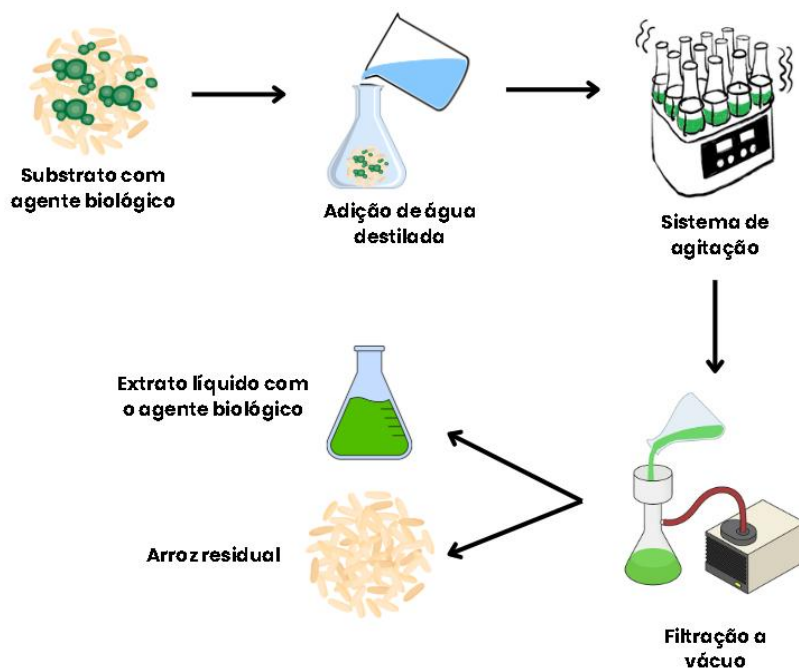 Substrato com
agente biológico
Adição de água
destilada
Sistema de
agitação
Extrato líquido com
o agente biológico
Arroz residual
Filtração a
vácuo